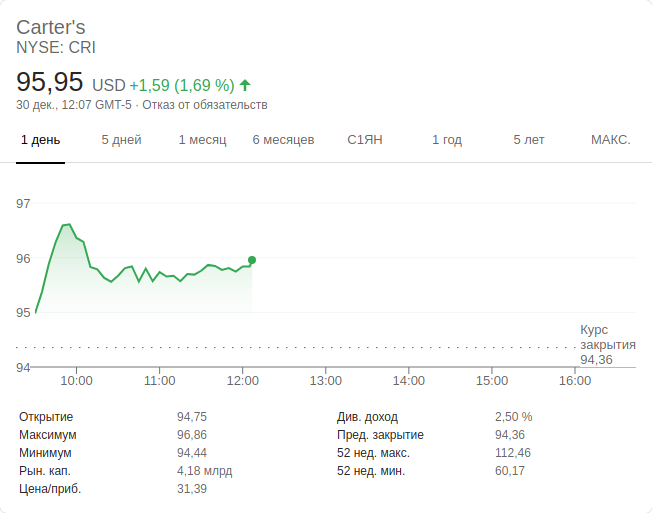 Carter's
NYSE: CRI
95,95 USD +1,59 (1,69 %)
30 дек., 12:07 GMT-5 · Отказ от обязательств
1 день 5 дней 1 месяц 6 месяцев С1ЯН 1 год 5 лет МАКС.
97
96
95
Курс
закрытия
94,36
94
10:00 11:00 12:00 13:00 14:00 15:00 16:00
Открытие 94,75 Див. доход 2,50 %
Максимум 96,86 Пред. закрытие 94,36
Минимум 94,44 52 нед. макс. 112,46
Рын. кап. 4,18 млрд 52 нед. мин. 60,17
Цена/приб. 31,39